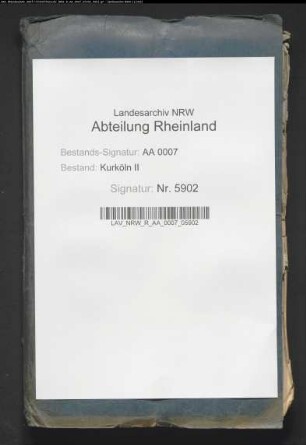 Landesarchiv NRW
Abteilung Rheinland
Bestands-Signatur: AA 0007
Bestand: Kurköln II
Signatur: Nr. 5902
LAV_NRW_R_AA_0007_05902